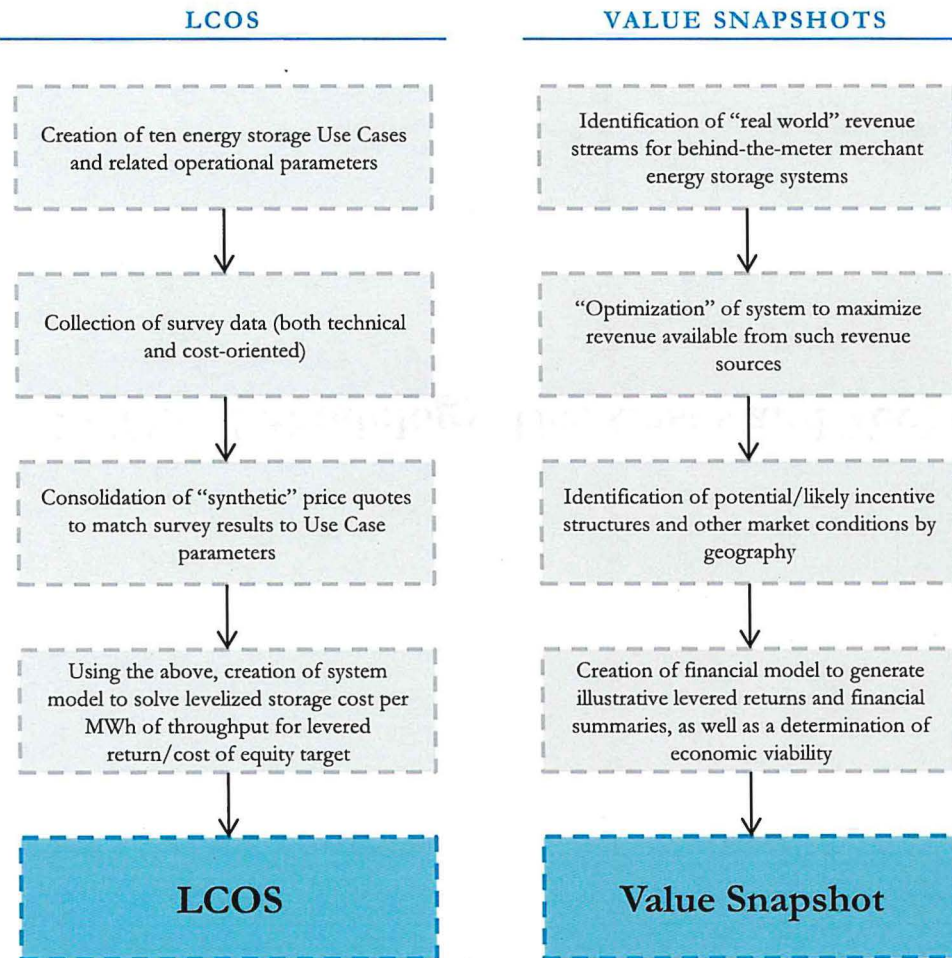 LCOS
Creation of ten energy storage Use Cases
and related operational parameters
Collection of survey data (both technical
and cost-oriented)
Consolidation of “synthetic” price quotes
to match survey results to Use Case
parameters
Using the above, creation of system
model to solve levelized storage cost per
MWh of throughput for levered
return/cost of equity target
LCOS
VALUE SNAPSHOTS
Identification of “real world” revenue
streams for behind-the-meter merchant
energy storage systems
“Optimization” of system to maximize
revenue available from such revenue
sources
Identification of potential/likely incentive
structures and other market conditions by
geography
Creation of financial model to generate
illustrative levered returns and financial
summaries, as well as a determination of
economic viability
Value Snapshot